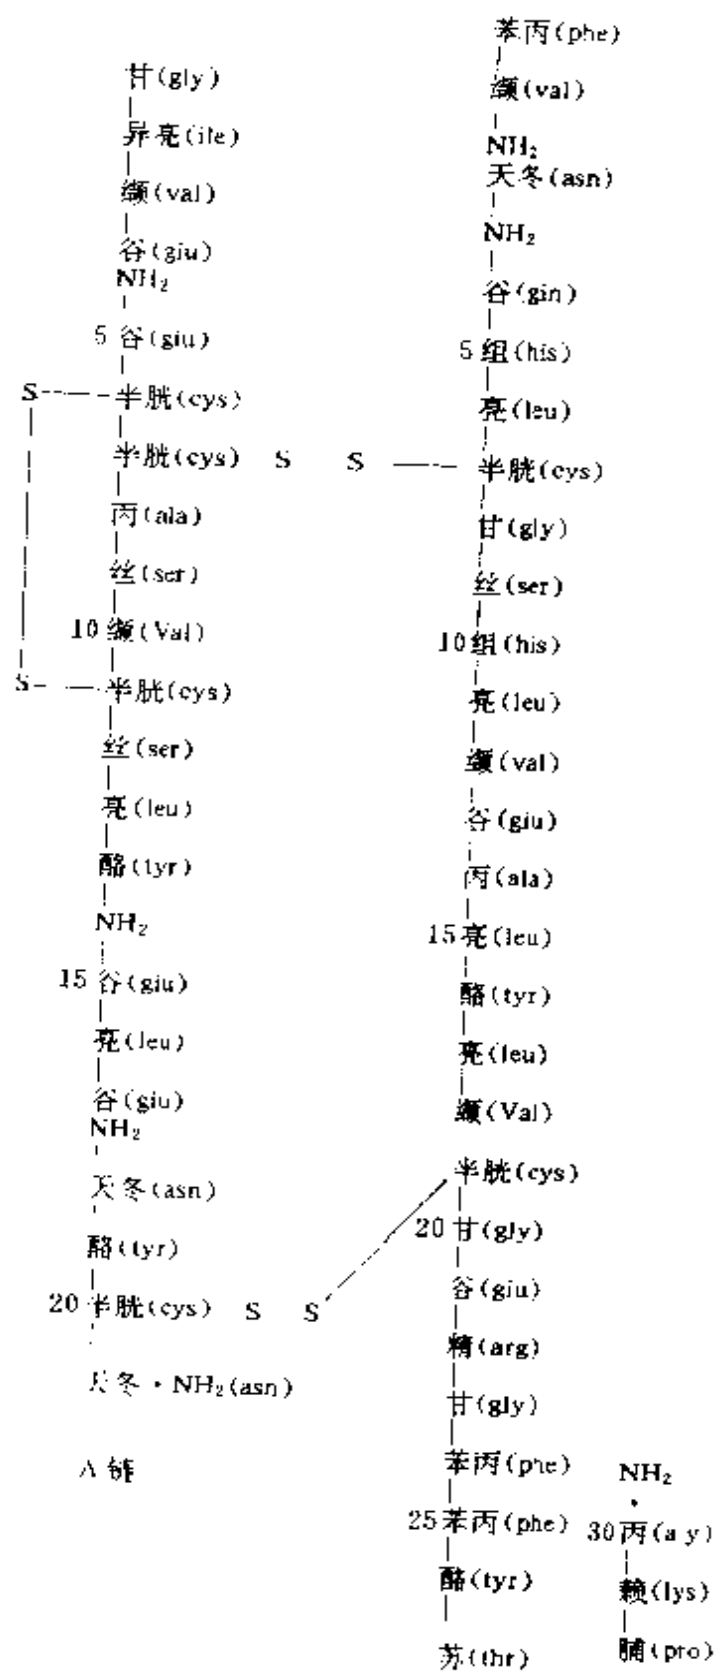 甘(gly)
异亮(ile)
缬(val)
谷(giu)
NH₂
5 谷(giu)
S 半胱(cys)
半胱(cys) S S
丙(ala)
丝(ser)
10 缬(Val)
S 半胱(cys)
丝(ser)
亮(leu)
酪(tyr)
NH₂
15 谷(giu)
亮(leu)
谷(giu)
NH₂
天冬(asn)
酪(tyr)
20 半胱(cys) S S
天冬·NH₂(asn)
A 链
苯丙(phe)
缬(val)
NH₂
天冬(asn)
NH₂
谷(gin)
5 组(his)
亮(leu)
半胱(cys)
甘(gly)
丝(ser)
10 组(his)
亮(leu)
缬(val)
谷(giu)
丙(ala)
15 亮(leu)
酪(tyr)
亮(leu)
缬(Val)
半胱(cys)
20 甘(gly)
谷(giu)
精(arg)
甘(gly)
苯丙(phe)
25 苯丙(phe)
酪(tyr)
苏(thr)
NH₂
·
30 丙(a y)
赖(lys)
脯(pro)